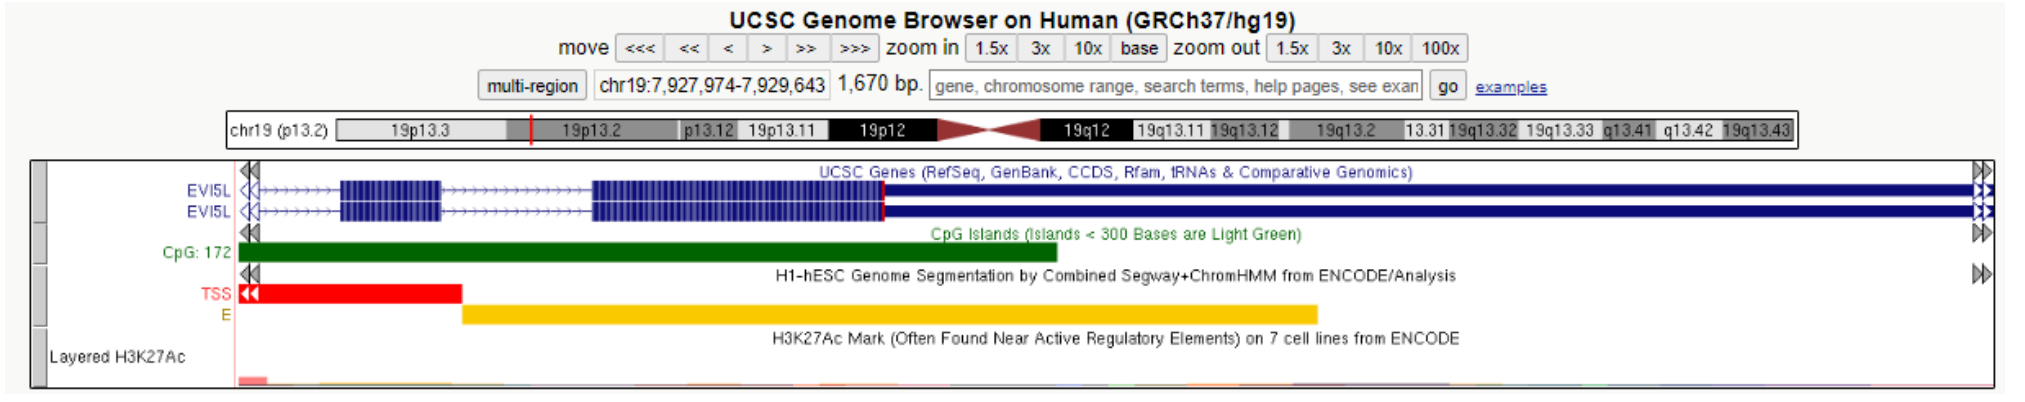 UCSC Genome Browser on Human (GRCh37/hg19)
move <<< << < > >> >>> zoom in 1.5x 3x 10x base zoom out 1.5x 3x 10x 100x
multi-region chr19:7,927,974-7,929,643 1,670 bp. gene, chromosome range, search terms, help pages, see exan go examples
chr19 (p13.2) 19p13.3 19p13.2 p13.12 19p13.11 19p12 19q12 19q13.11 19q13.12 19q13.2 13.31 19q13.32 19q13.33 q13.41 q13.42 19q13.43
UCSC Genes (RefSeq, GenBank, CCDS, Rfam, tRNAs & Comparative Genomics)
EVI5L
EVI5L
CpG Islands (Islands < 300 Bases are Light Green)
CpG: 172
H1-hESC Genome Segmentation by Combined Segway+ChromHMM from ENCODE/Analysis
TSS
E
H3K27Ac Mark (Often Found Near Active Regulatory Elements) on 7 cell lines from ENCODE
Layered H3K27Ac